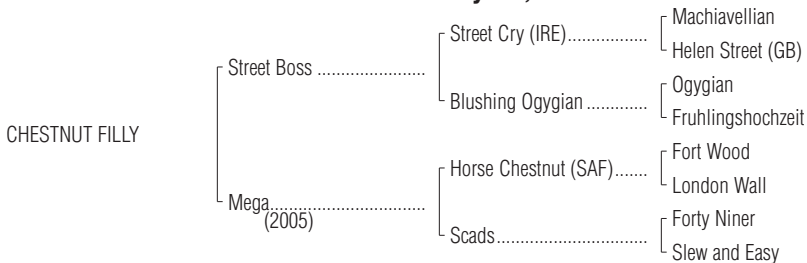 Machiavellian
Street Cry (IRE)..................
Helen Street (GB)
Street Boss .......................
Ogygian
Blushing Ogygian .............
Fruhlingshochzeit
CHESTNUT FILLY
Fort Wood
Horse Chestnut (SAF).......
London Wall
Mega.................................
(2005)
Forty Niner
Scads................................
Slew and Easy